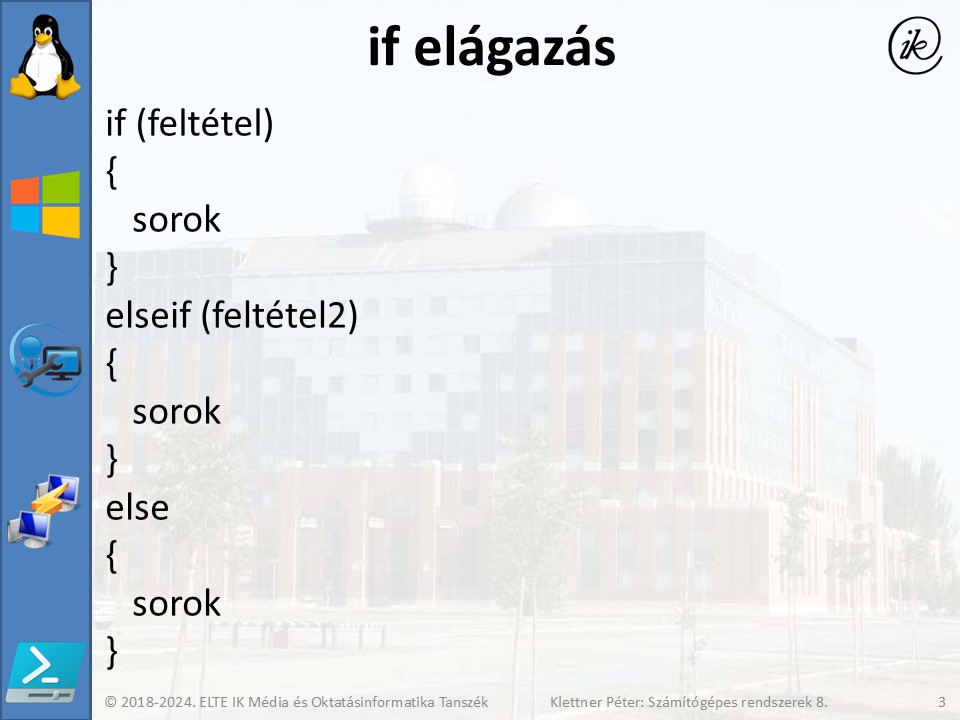 if elágazás
ik
if (feltétel)
{
sorok
}
elseif (feltétel2)
{
sorok
}
else
{
sorok
}
© 2018-2024. ELTE IK Média és Oktatásinformatika Tanszék Klettner Péter: Számítógépes rendszerek 8. 3